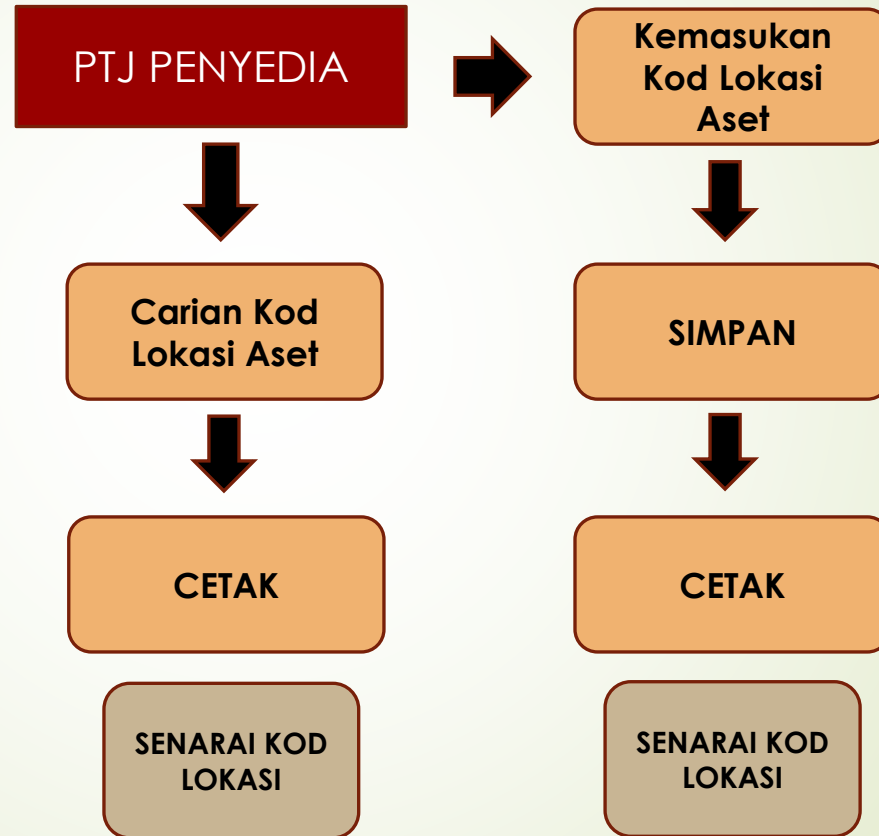 PTJ PENYEDIA
Kemasukan
Kod Lokasi
Aset
Carian Kod
Lokasi Aset
SIMPAN
CETAK
CETAK
SENARAI KOD
LOKASI
SENARAI KOD
LOKASI